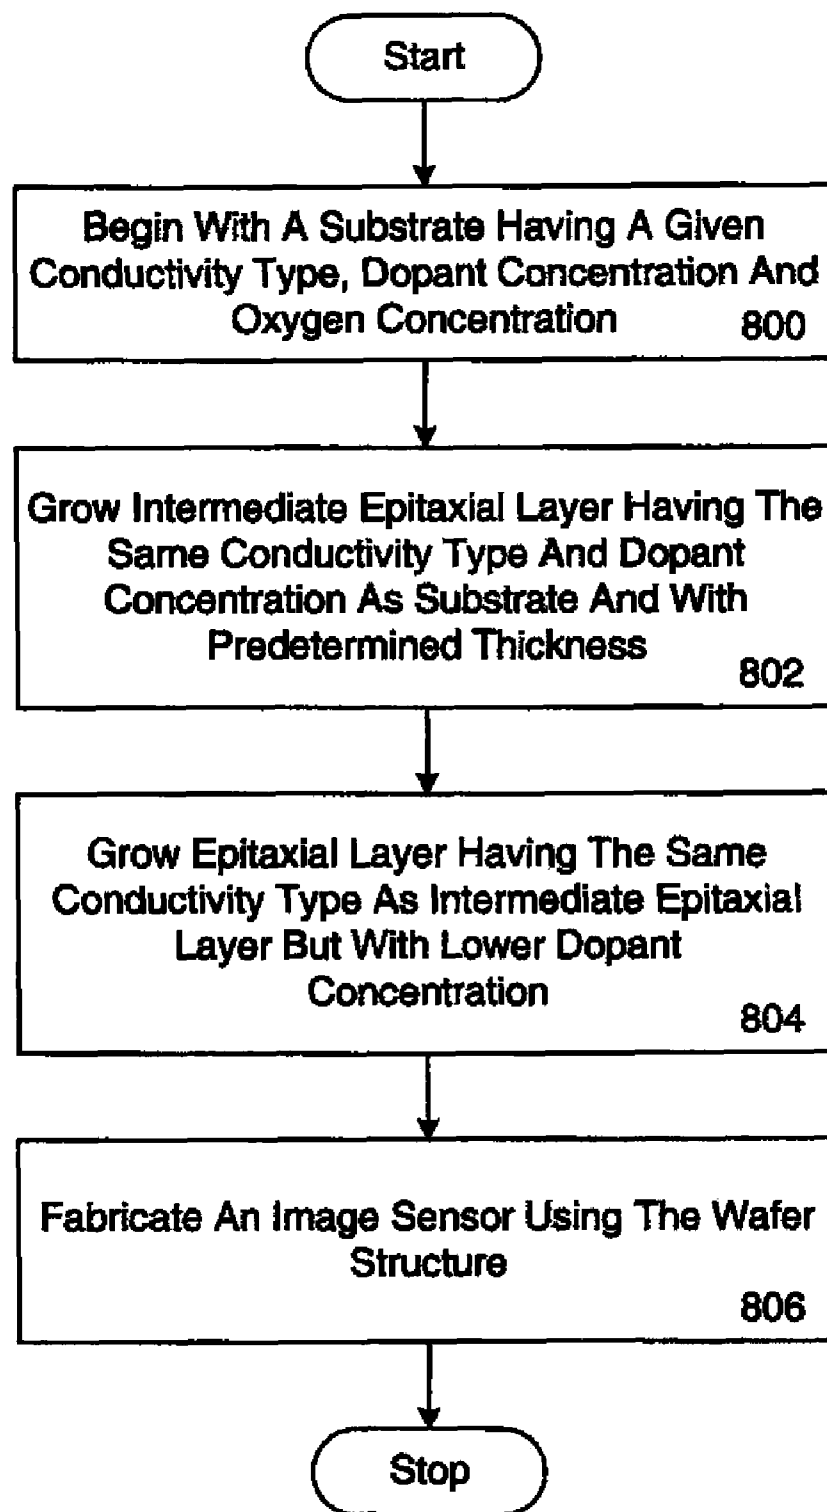 Start
Begin With A Substrate Having A Given
Conductivity Type, Dopant Concentration And
Oxygen Concentration
800
Grow Intermediate Epitaxial Layer Having The
Same Conductivity Type And Dopant
Concentration As Substrate And With
Predetermined Thickness
802
Grow Epitaxial Layer Having The Same
Conductivity Type As Intermediate Epitaxial
Layer But With Lower Dopant
Concentration
804
Fabricate An Image Sensor Using The Wafer
Structure
806
Stop